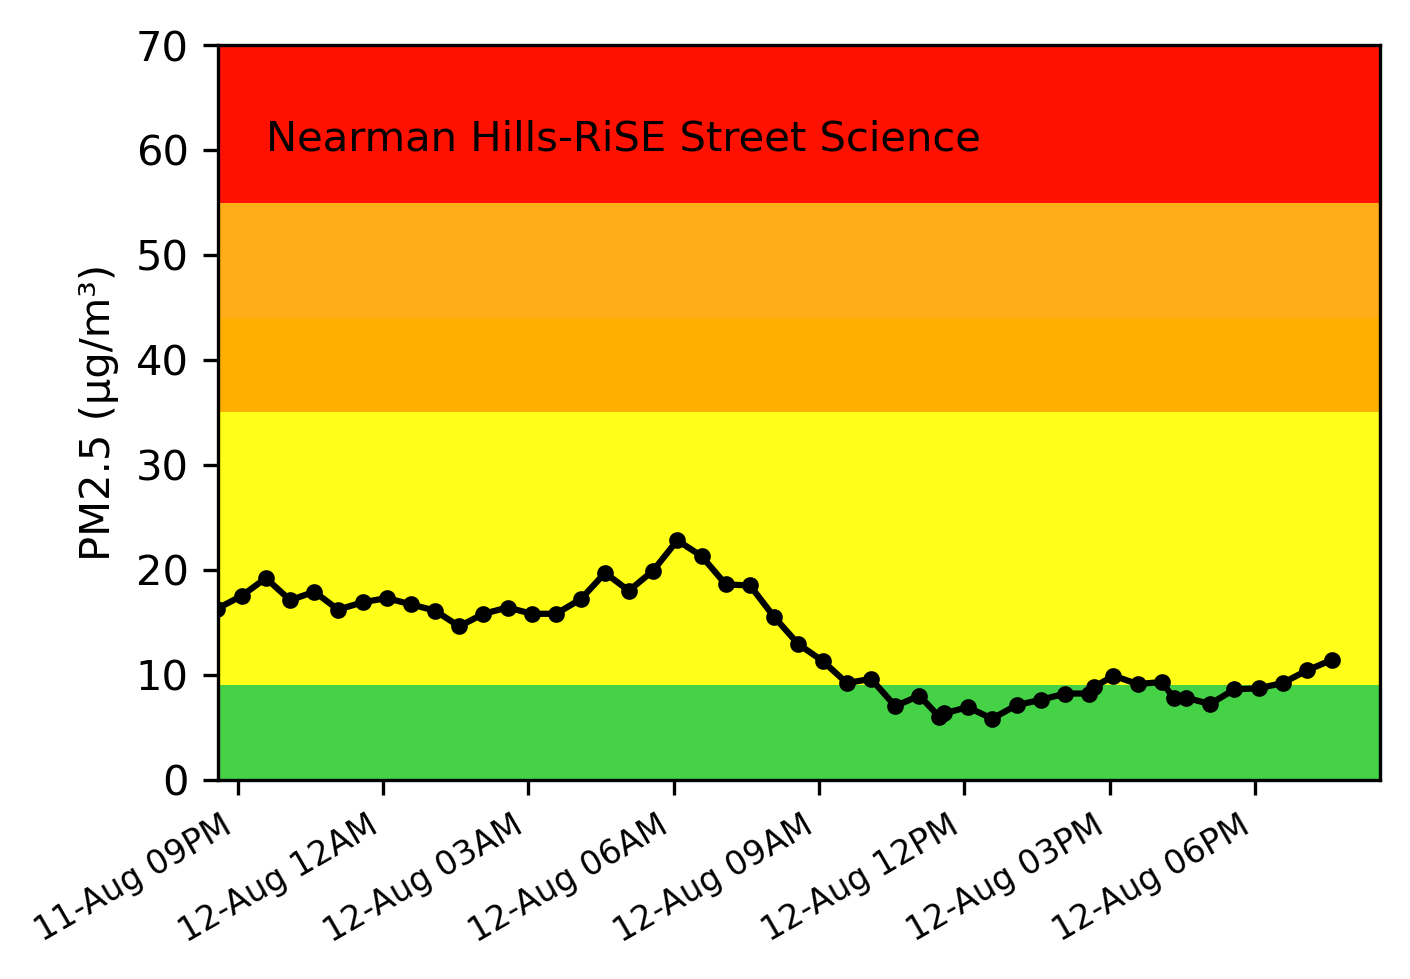 70
Nearman Hills-RiSE Street Science
60
50
40
30
20
10
0
PM2.5 (µg/m³)
11-Aug 09PM
12-Aug 12AM
12-Aug 03AM
12-Aug 06AM
12-Aug 09AM
12-Aug 12PM
12-Aug 03PM
12-Aug 06PM